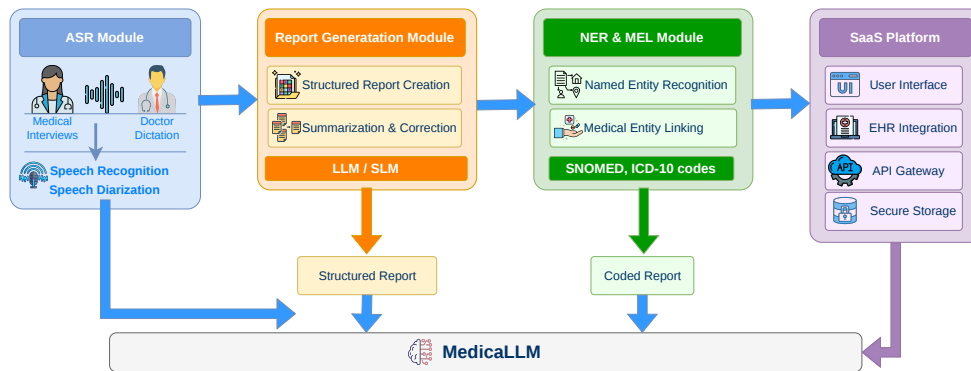 ASR Module
Medical
Interviews
Doctor
Dictation
Speech Recognition
Speech Diarization
Report Generatation Module
Structured Report Creation
Summarization & Correction
LLM / SLM
Structured Report
NER & MEL Module
Named Entity Recognition
Medical Entity Linking
SNOMED, ICD-10 codes
Coded Report
SaaS Platform
UI
User Interface
EHR Integration
API
API Gateway
Secure Storage
MedicaLLM